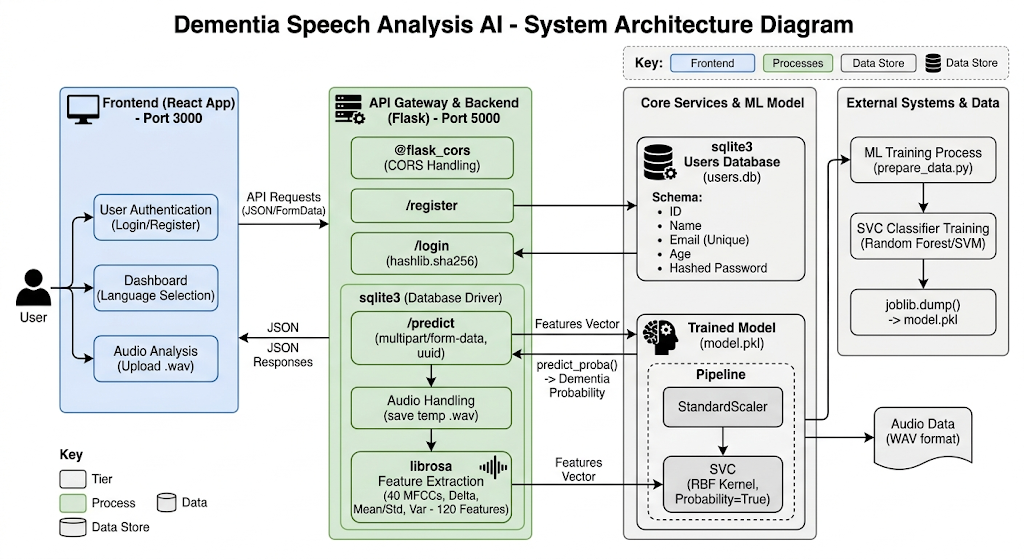 Dementia Speech Analysis AI - System Architecture Diagram
Key:
Frontend
Processes
Data Store
Data Store
Frontend (React App)
- Port 3000
User Authentication
(Login/Register)
Dashboard
(Language Selection)
Audio Analysis
(Upload .wav)
User
API Requests
(JSON/FormData)
JSON
JSON
Responses
API Gateway & Backend
(Flask) - Port 5000
@flask_cors
(CORS Handling)
/register
/login
(hashlib.sha256)
sqlite3 (Database Driver)
/predict
(multipart/form-data,
uuid)
Audio Handling
(save temp .wav)
librosa
Feature Extraction
(40 MFCCs, Delta,
Mean/Std, Var - 120 Features)
Features Vector
predict_proba()
-> Dementia
Probability
Features
Vector
Core Services & ML Model
sqlite3
Users Database
(users.db)
Schema:
• ID
• Name
• Email (Unique)
• Age
• Hashed Password
Trained Model
(model.pkl)
Pipeline
StandardScaler
SVC
(RBF Kernel,
Probability=True)
External Systems & Data
ML Training Process
(prepare_data.py)
SVC Classifier Training
(Random Forest/SVM)
joblib.dump()
-> model.pkl
Audio Data
(WAV format)
Key
Tier
Process
Data
Data Store